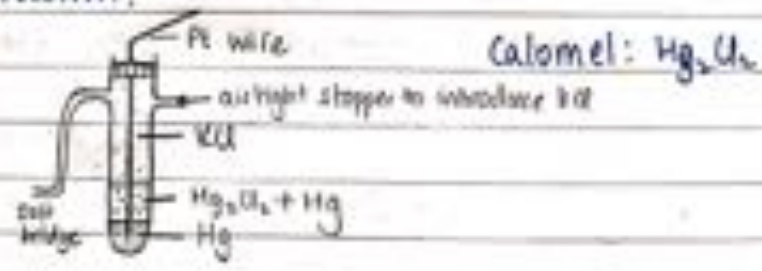 Pt wire
Calomel: Hg₂Cl₂
airtight stopper to introduce KCl
KCl
Hg₂Cl₂ + Hg
salt
bridge
Hg